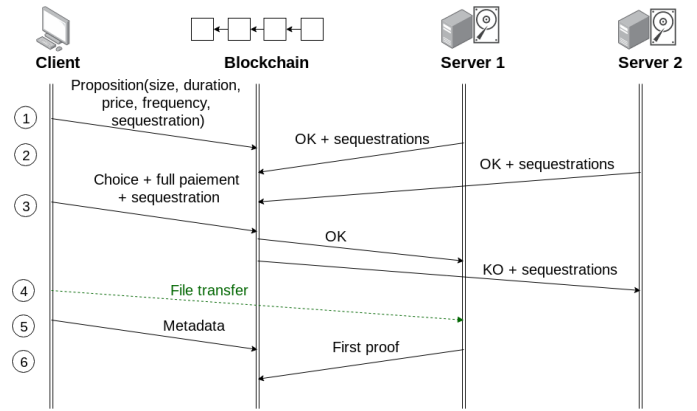 Client
Blockchain
Server 1
Server 2
Proposition(size, duration,
price, frequency,
sequestration)
1
OK + sequestrations
2
OK + sequestrations
Choice + full paiement
+ sequestration
3
OK
KO + sequestrations
4
File transfer
5
Metadata
First proof
6